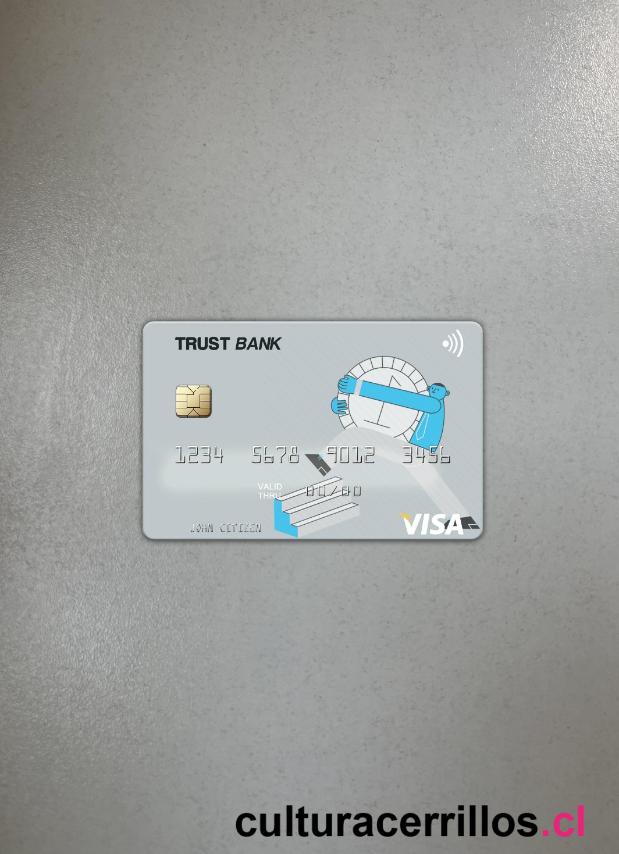 TRUST BANK
1234 5678 9012 3456
VALID
THRU 00/00
JOHN CITIZEN
VISA
culturacerrillos.cl